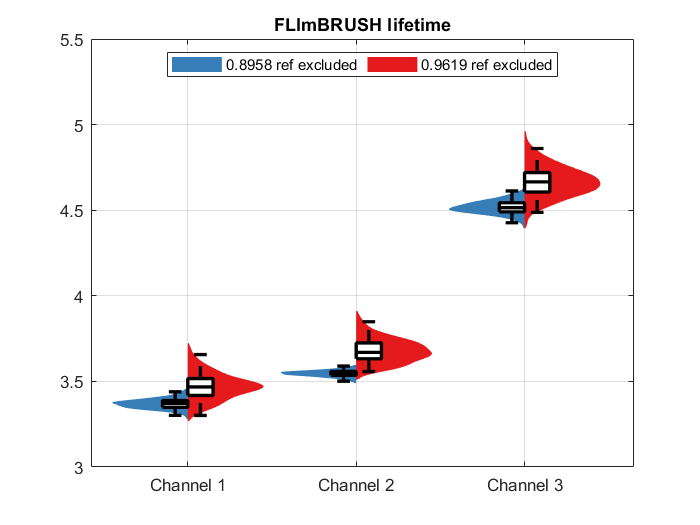 FLImBRUSH lifetime
0.8958 ref excluded 0.9619 ref excluded
5.5
5
4.5
4
3.5
3
Channel 1 Channel 2 Channel 3